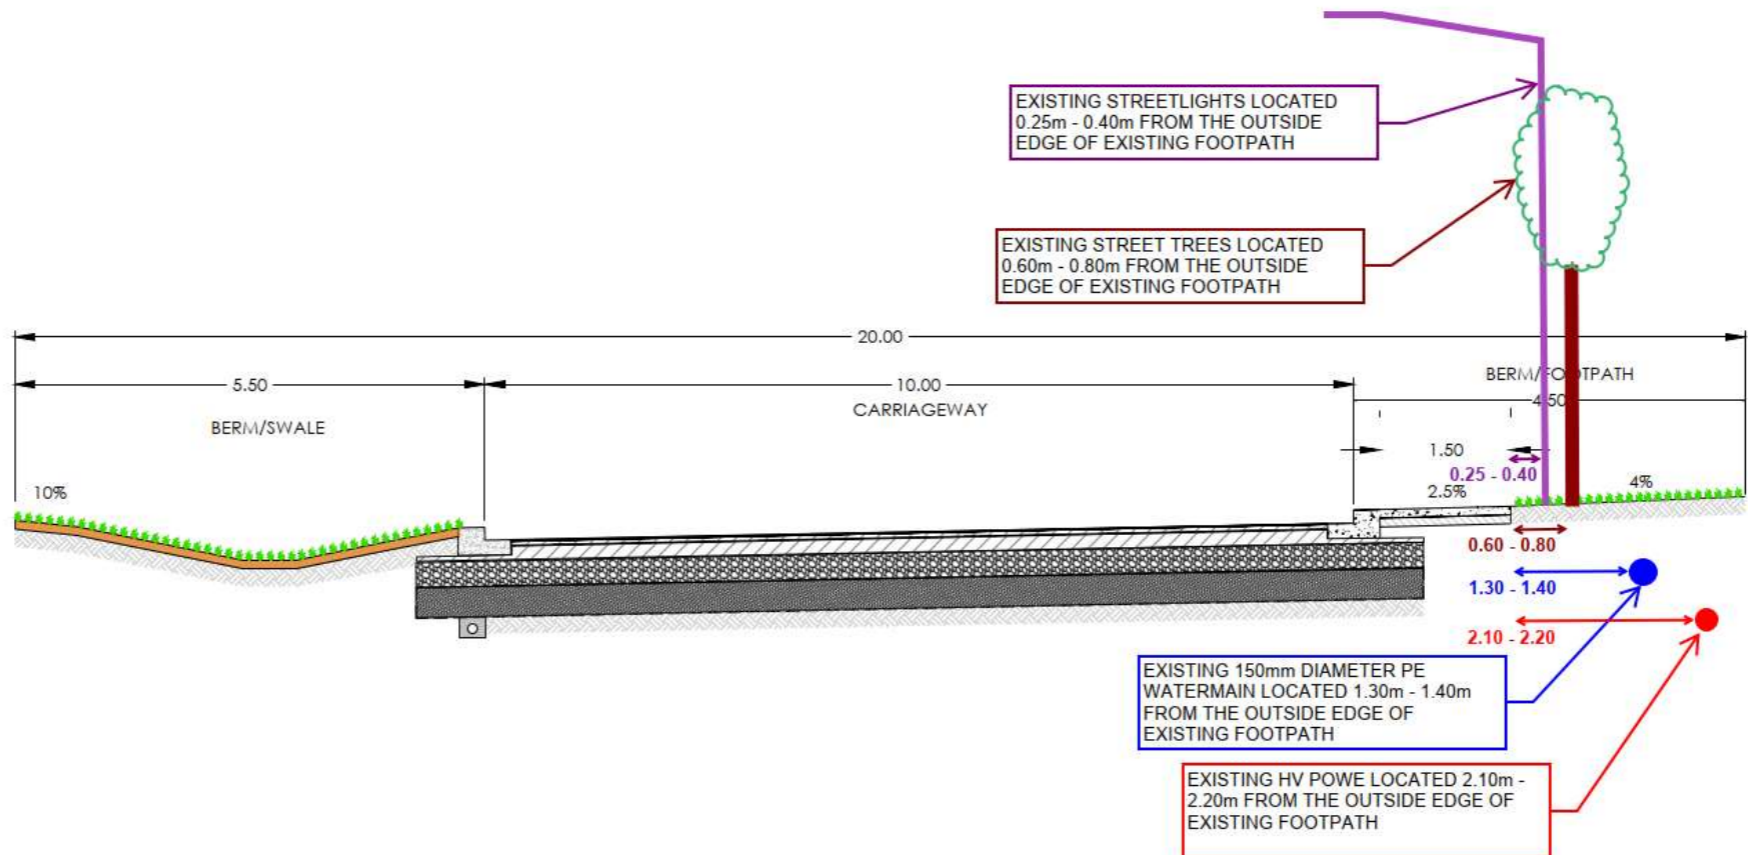 EXISTING STREETLIGHTS LOCATED
0.25m - 0.40m FROM THE OUTSIDE
EDGE OF EXISTING FOOTPATH
EXISTING STREET TREES LOCATED
0.60m - 0.80m FROM THE OUTSIDE
EDGE OF EXISTING FOOTPATH
20.00
5.50
10.00
BERM/FOOTPATH
4.50
BERM/SWALE
CARRIAGEWAY
1.50
0.25 - 0.40
10%
2.5%
4%
0.60 - 0.80
1.30 - 1.40
2.10 - 2.20
EXISTING 150mm DIAMETER PE
WATERMAIN LOCATED 1.30m - 1.40m
FROM THE OUTSIDE EDGE OF
EXISTING FOOTPATH
EXISTING HV POWE LOCATED 2.10m -
2.20m FROM THE OUTSIDE EDGE OF
EXISTING FOOTPATH